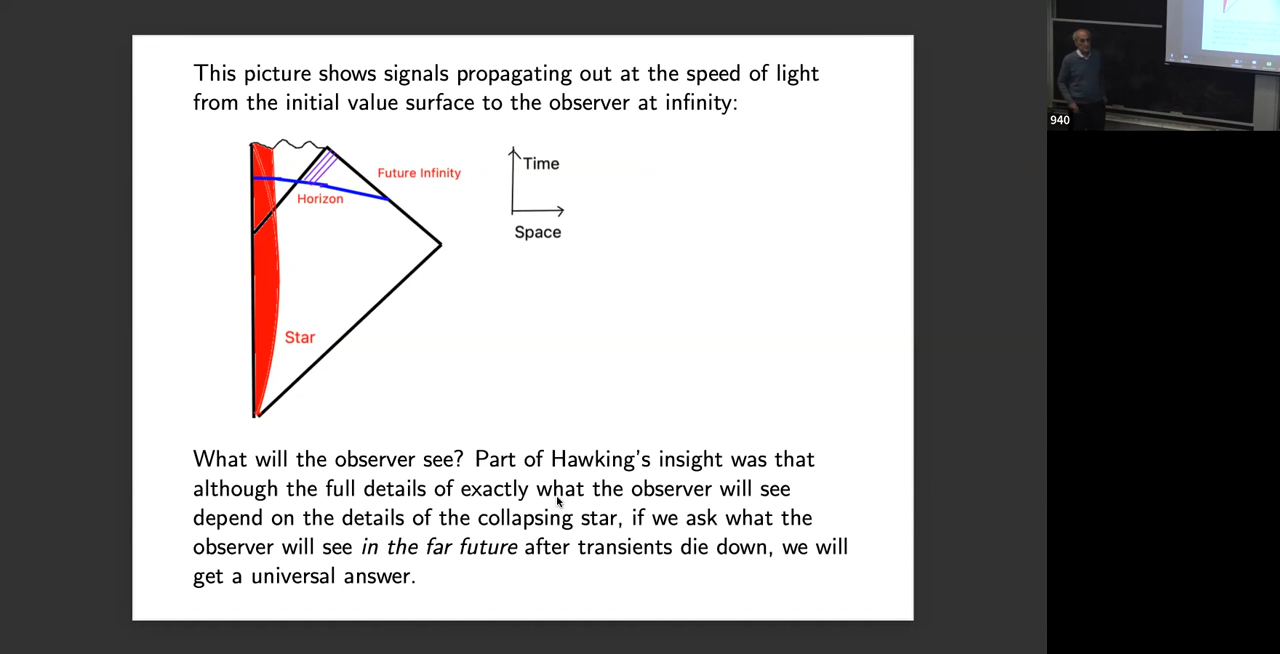 This picture shows signals propagating out at the speed of light
from the initial value surface to the observer at infinity:
Future Infinity
Horizon
Star
Time
Space
What will the observer see? Part of Hawking's insight was that
although the full details of exactly what the observer will see
depend on the details of the collapsing star, if we ask what the
observer will see in the far future after transients die down, we will
get a universal answer.
940